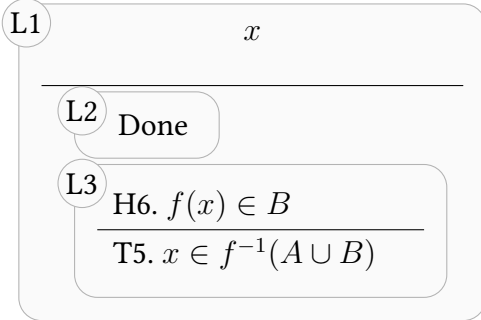 L1
x
L2
Done
L3
H6. f(x) ∈ B
T5. x ∈ f⁻¹(A ∪ B)